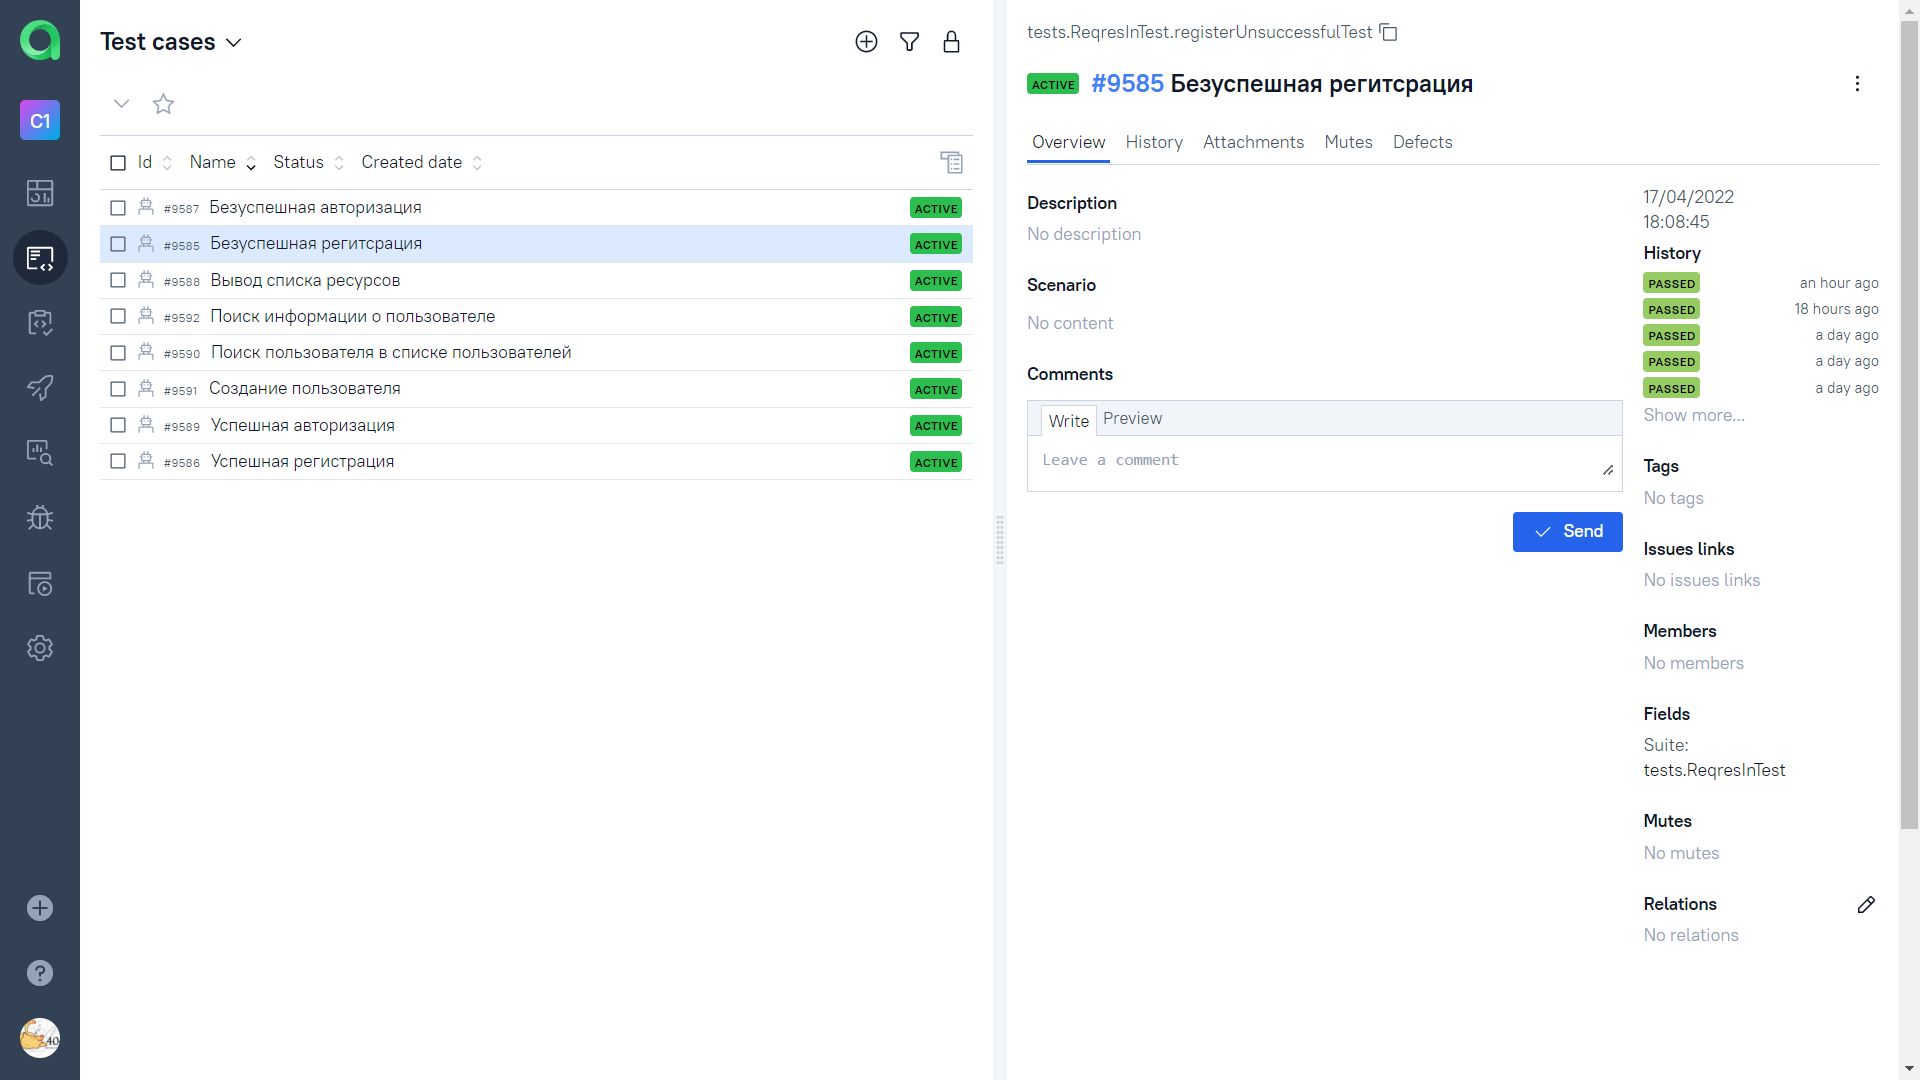 C1
40
Test cases
Id Name Status Created date
#9587 Безуспешная авторизация ACTIVE
#9585 Безуспешная регитсрация ACTIVE
#9588 Вывод списка ресурсов ACTIVE
#9592 Поиск информации о пользователе ACTIVE
#9590 Поиск пользователя в списке пользователей ACTIVE
#9591 Создание пользователя ACTIVE
#9589 Успешная авторизация ACTIVE
#9586 Успешная регистрация ACTIVE
tests.ReqresInTest.registerUnsuccessfulTest
ACTIVE #9585 Безуспешная регитсрация
Overview History Attachments Mutes Defects
Description
No description
Scenario
No content
Comments
Write Preview
Leave a comment
Send
17/04/2022
18:08:45
History
PASSED an hour ago
PASSED 18 hours ago
PASSED a day ago
PASSED a day ago
PASSED a day ago
Show more...
Tags
No tags
Issues links
No issues links
Members
No members
Fields
Suite:
tests.ReqresInTest
Mutes
No mutes
Relations
No relations